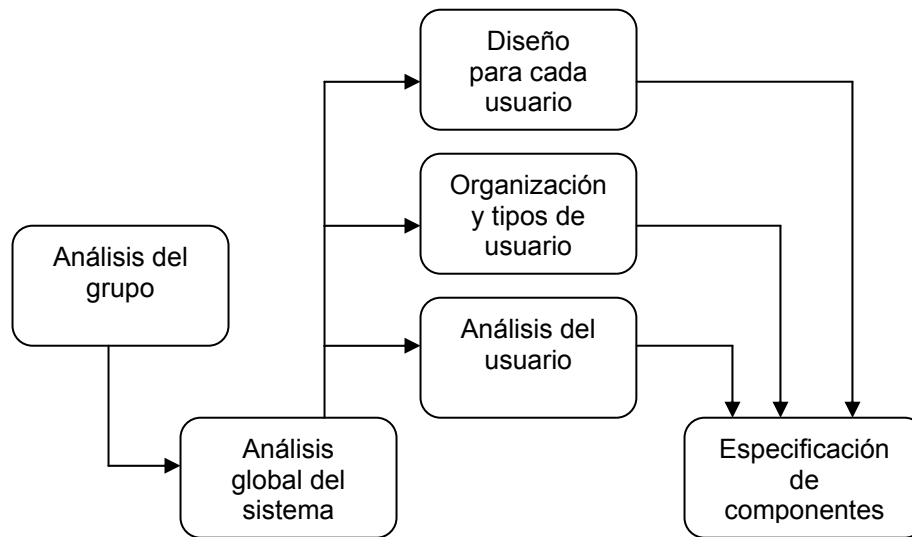 Diseño
para cada
usuario
Organización
y tipos de
usuario
Análisis del
grupo
Análisis del
usuario
Análisis
global del
sistema
Especificación
de
componentes